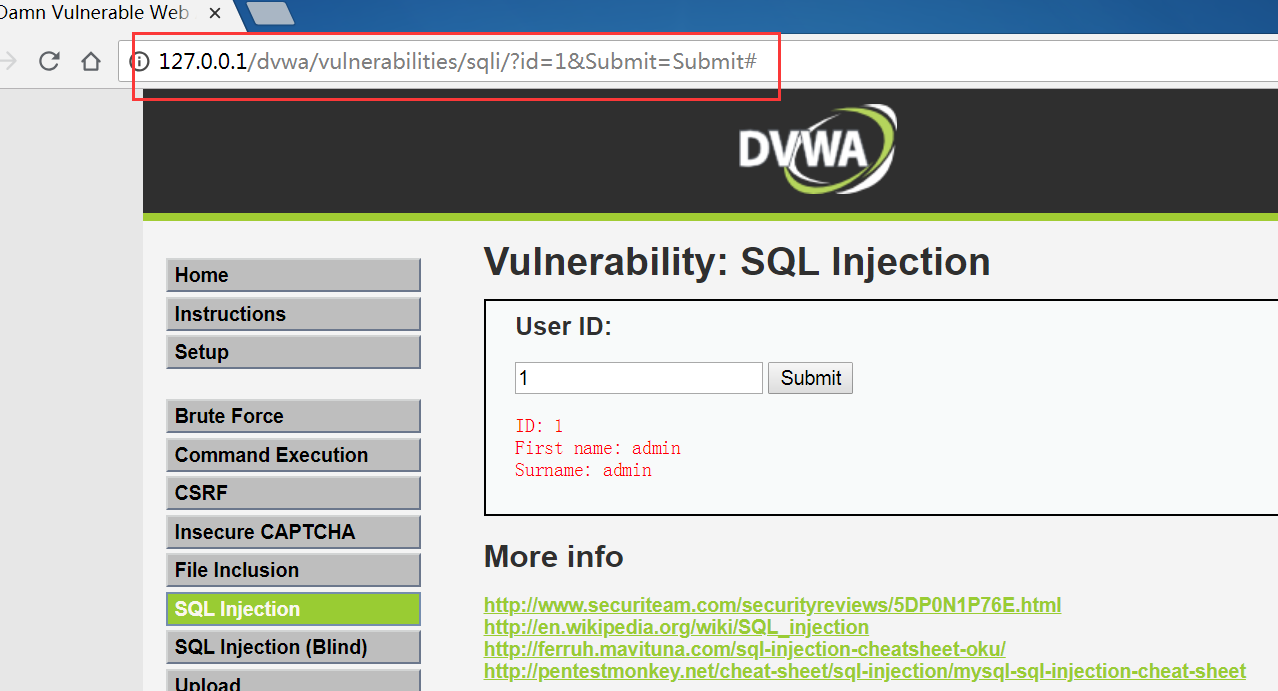 Damn Vulnerable Web
127.0.0.1/dvwa/vulnerabilities/sqli/?id=1&Submit=Submit#
DVWA
Home
Instructions
Setup
Brute Force
Command Execution
CSRF
Insecure CAPTCHA
File Inclusion
SQL Injection
SQL Injection (Blind)
Upload
Vulnerability: SQL Injection
User ID:
1
Submit
ID: 1
First name: admin
Surname: admin
More info
http://www.securiteam.com/securityreviews/5DP0N1P76E.html
http://en.wikipedia.org/wiki/SQL_injection
http://ferruh.mavituna.com/sql-injection-cheatsheet-oku/
http://pentestmonkey.net/cheat-sheet/sql-injection/mysql-sql-injection-cheat-sheet